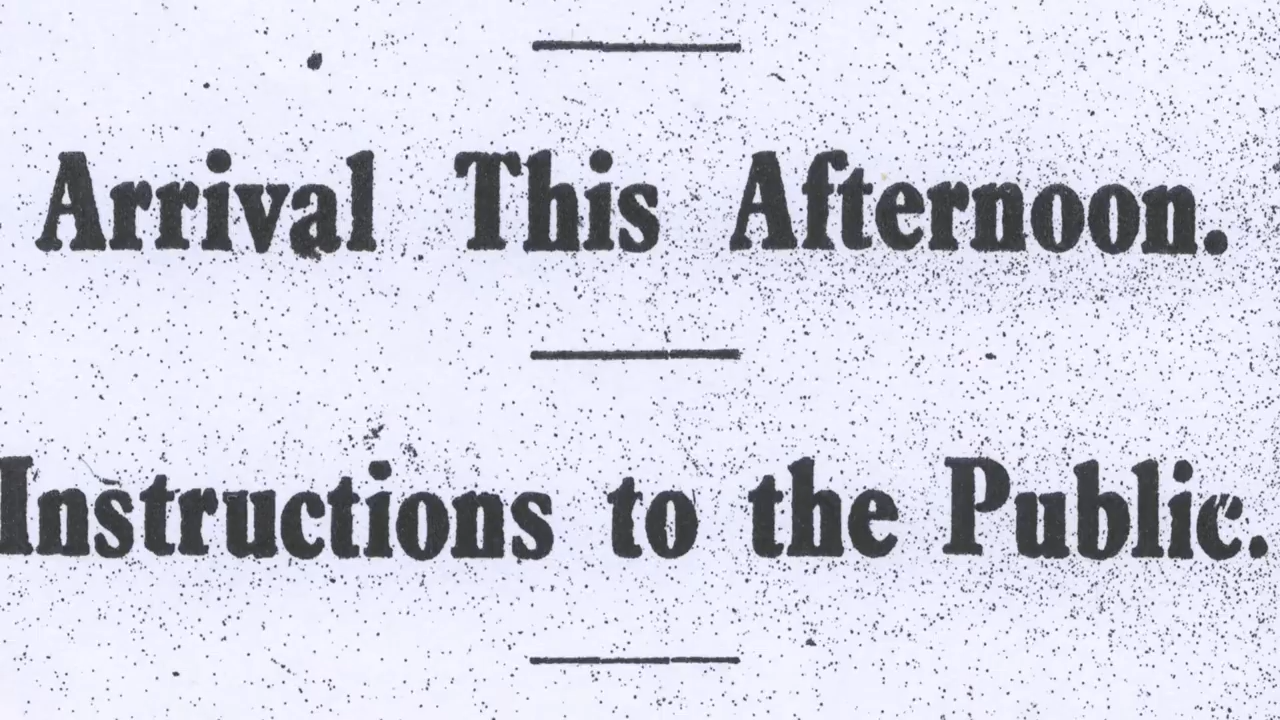 Arrival This Afternoon.
Instructions to the Public.